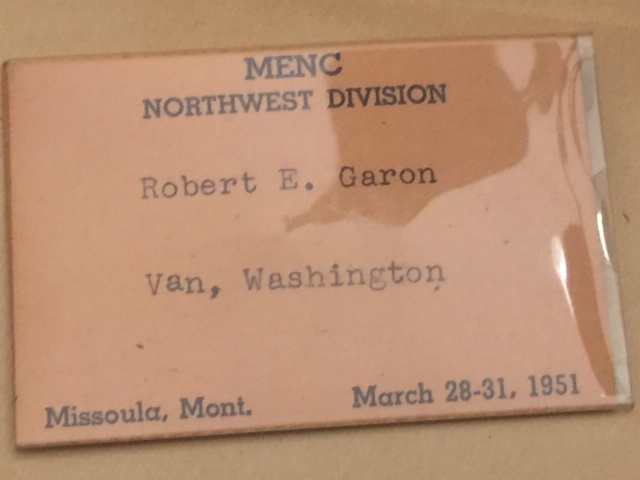 MENC
NORTHWEST DIVISION
Robert E. Garon
Van, Washington
Missoula, Mont. March 28-31, 1951